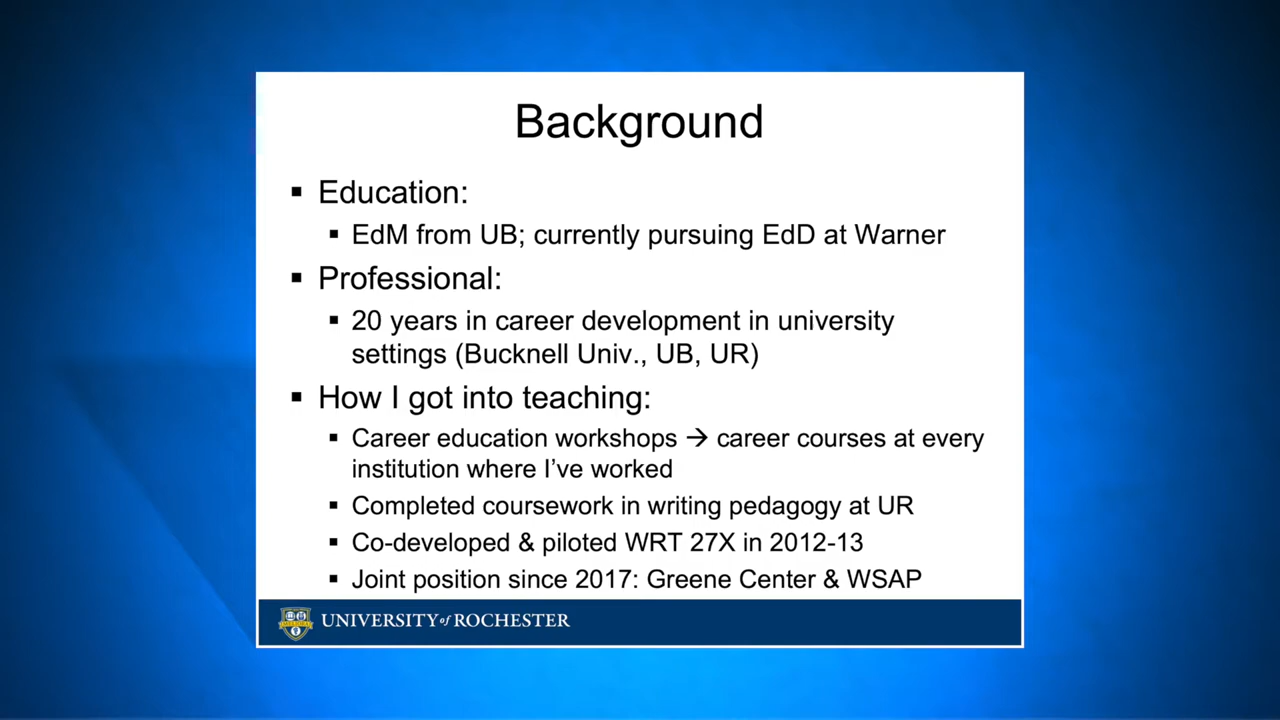 Background
▪ Education:
▪ EdM from UB; currently pursuing EdD at Warner
▪ Professional:
▪ 20 years in career development in university
settings (Bucknell Univ., UB, UR)
▪ How I got into teaching:
▪ Career education workshops → career courses at every
institution where I've worked
▪ Completed coursework in writing pedagogy at UR
▪ Co-developed & piloted WRT 27X in 2012-13
▪ Joint position since 2017: Greene Center & WSAP
UNIVERSITY of ROCHESTER